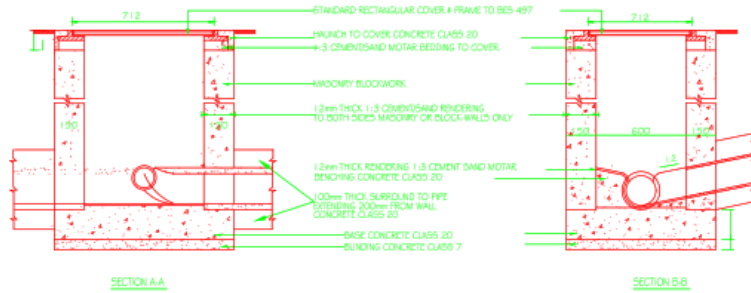 712
STANDARD RECTANGULAR COVER & FRAME TO BES 497
712
HAUNCH TO COVER CONCRETE CLASS 20
1:3 CEMENT/SAND MOTAR BEDDING TO COVER.
MASONRY BLOCKWORK
12mm THICK 1:3 CEMENT/SAND RENDERING
TO BOTH SIDES MASONRY OR BLOCK-WALLS ONLY
150
150
150
600
150
12mm THICK RENDERING 1:3 CEMENT SAND MOTAR
BENCHING CONCRETE CLASS 20
100mm THICK SURROUND TO PIPE
EXTENDING 200mm FROM WALL
CONCRETE CLASS 20
BASE CONCRETE CLASS 20
BLINDING CONCRETE CLASS 7
SECTION A-A
SECTION B-B